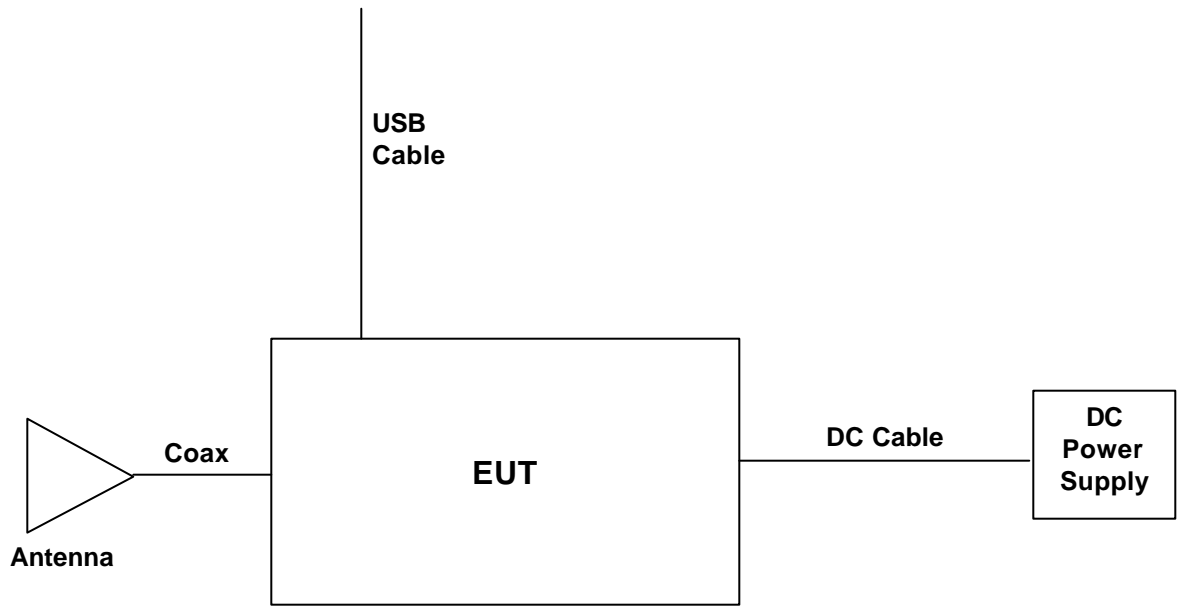 USB
Cable
Coax
EUT
DC Cable
DC
Power
Supply
Antenna